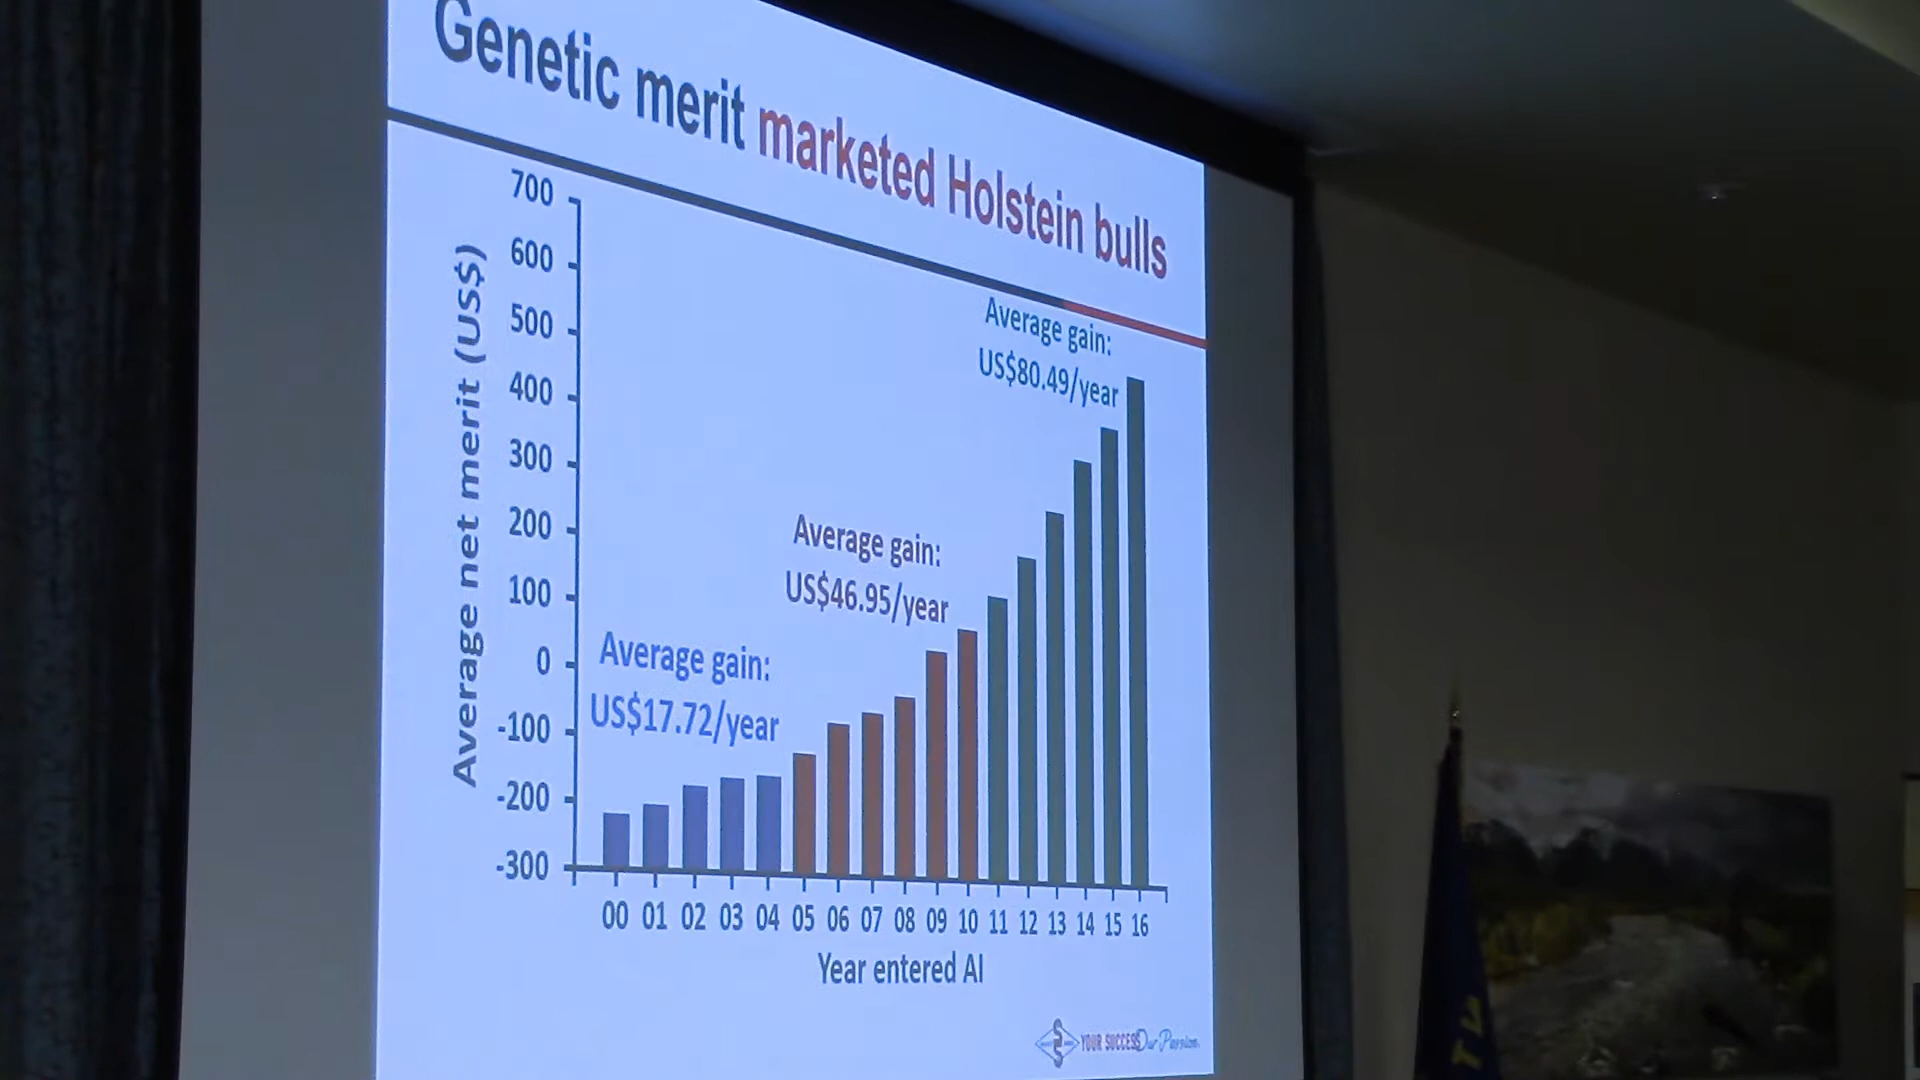 Genetic merit marketed Holstein bulls
Average net merit (US$)
700
600
500
400
300
200
100
0
-100
-200
-300
Average gain:
US$17.72/year
Average gain:
US$46.95/year
Average gain:
US$80.49/year
00 01 02 03 04 05 06 07 08 09 10 11 12 13 14 15 16
Year entered AI
YOUR SUCCESS Our Passion.